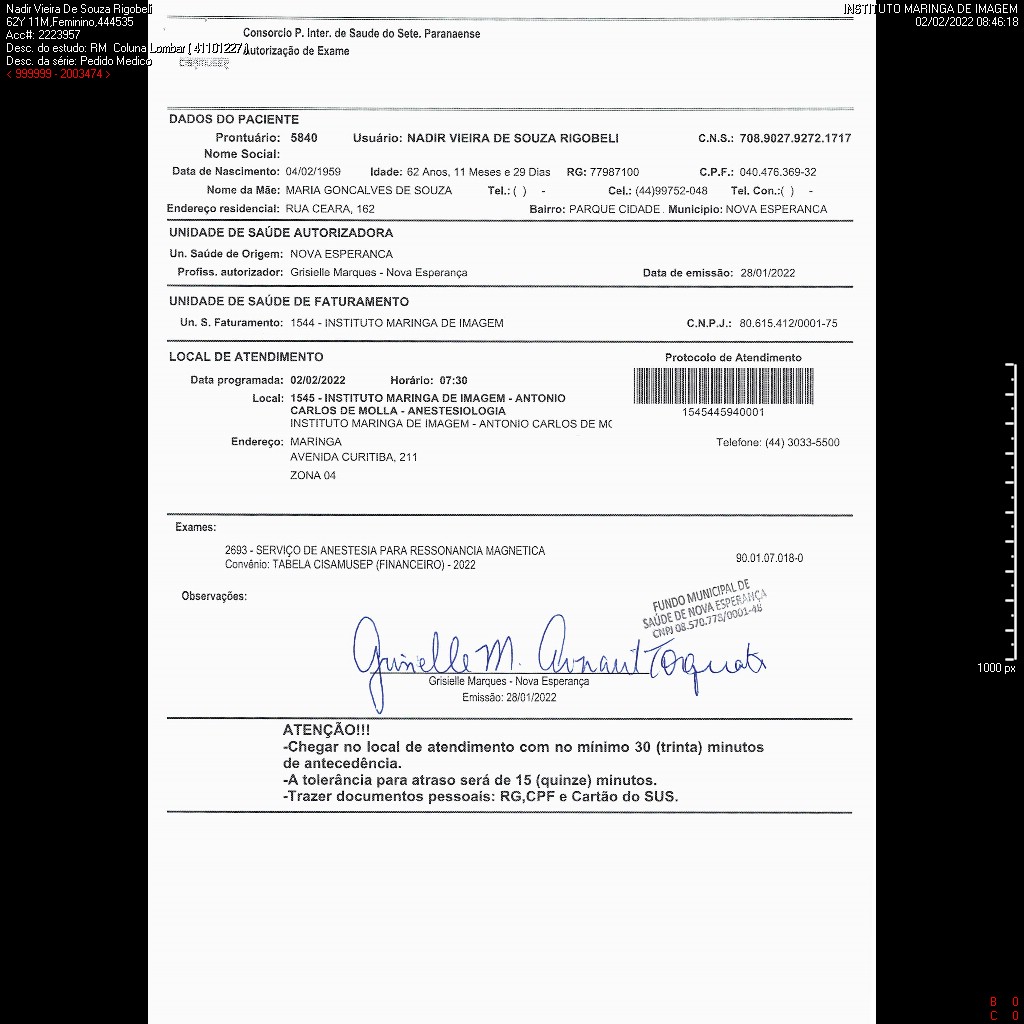 Nadir Vieira De Souza Rigobeli
62Y 11M,Feminino,444535
Acc#: 2223957
Desc. do estudo: RM Coluna Lombar [ 41101227 ]
Desc. da série: Pedido Medico
< 999999 - 2003474 >
INSTITUTO MARINGA DE IMAGEM
02/02/2022 08:46:18
Consorcio P. Inter. de Saude do Sete. Paranaense
Autorização de Exame
CISAMUSEP
DADOS DO PACIENTE
Prontuário: 5840 Usuário: NADIR VIEIRA DE SOUZA RIGOBELI C.N.S.: 708.9027.9272.1717
Nome Social:
Data de Nascimento: 04/02/1959 Idade: 62 Anos, 11 Meses e 29 Dias RG: 77987100 C.P.F.: 040.476.369-32
Nome da Mãe: MARIA GONCALVES DE SOUZA Tel.: ( ) - Cel.: (44)99752-048 Tel. Con.:( ) -
Endereço residencial: RUA CEARA, 162 Bairro: PARQUE CIDADE . Municipio: NOVA ESPERANCA
UNIDADE DE SAÚDE AUTORIZADORA
Un. Saúde de Origem: NOVA ESPERANCA
Profiss. autorizador: Grisielle Marques - Nova Esperança Data de emissão: 28/01/2022
UNIDADE DE SAÚDE DE FATURAMENTO
Un. S. Faturamento: 1544 - INSTITUTO MARINGA DE IMAGEM C.N.P.J.: 80.615.412/0001-75
LOCAL DE ATENDIMENTO Protocolo de Atendimento
Data programada: 02/02/2022 Horário: 07:30
Local: 1545 - INSTITUTO MARINGA DE IMAGEM - ANTONIO
CARLOS DE MOLLA - ANESTESIOLOGIA
1545445940001
INSTITUTO MARINGA DE IMAGEM - ANTONIO CARLOS DE MO
Endereço: MARINGA Telefone: (44) 3033-5500
AVENIDA CURITIBA, 211
ZONA 04
Exames:
2693 - SERVIÇO DE ANESTESIA PARA RESSONANCIA MAGNETICA 90.01.07.018-0
Convênio: TABELA CISAMUSEP (FINANCEIRO) - 2022
Observações:
FUNDO MUNICIPAL DE
SAÚDE DE NOVA ESPERANÇA
CNPJ 08.570.778/0001-48
Grisielle M. Avnant Torquato
Grisielle Marques - Nova Esperança
Emissão: 28/01/2022
ATENÇÃO!!!
-Chegar no local de atendimento com no mínimo 30 (trinta) minutos
de antecedência.
-A tolerância para atraso será de 15 (quinze) minutos.
-Trazer documentos pessoais: RG,CPF e Cartão do SUS.
1000 px
B 0
C 0